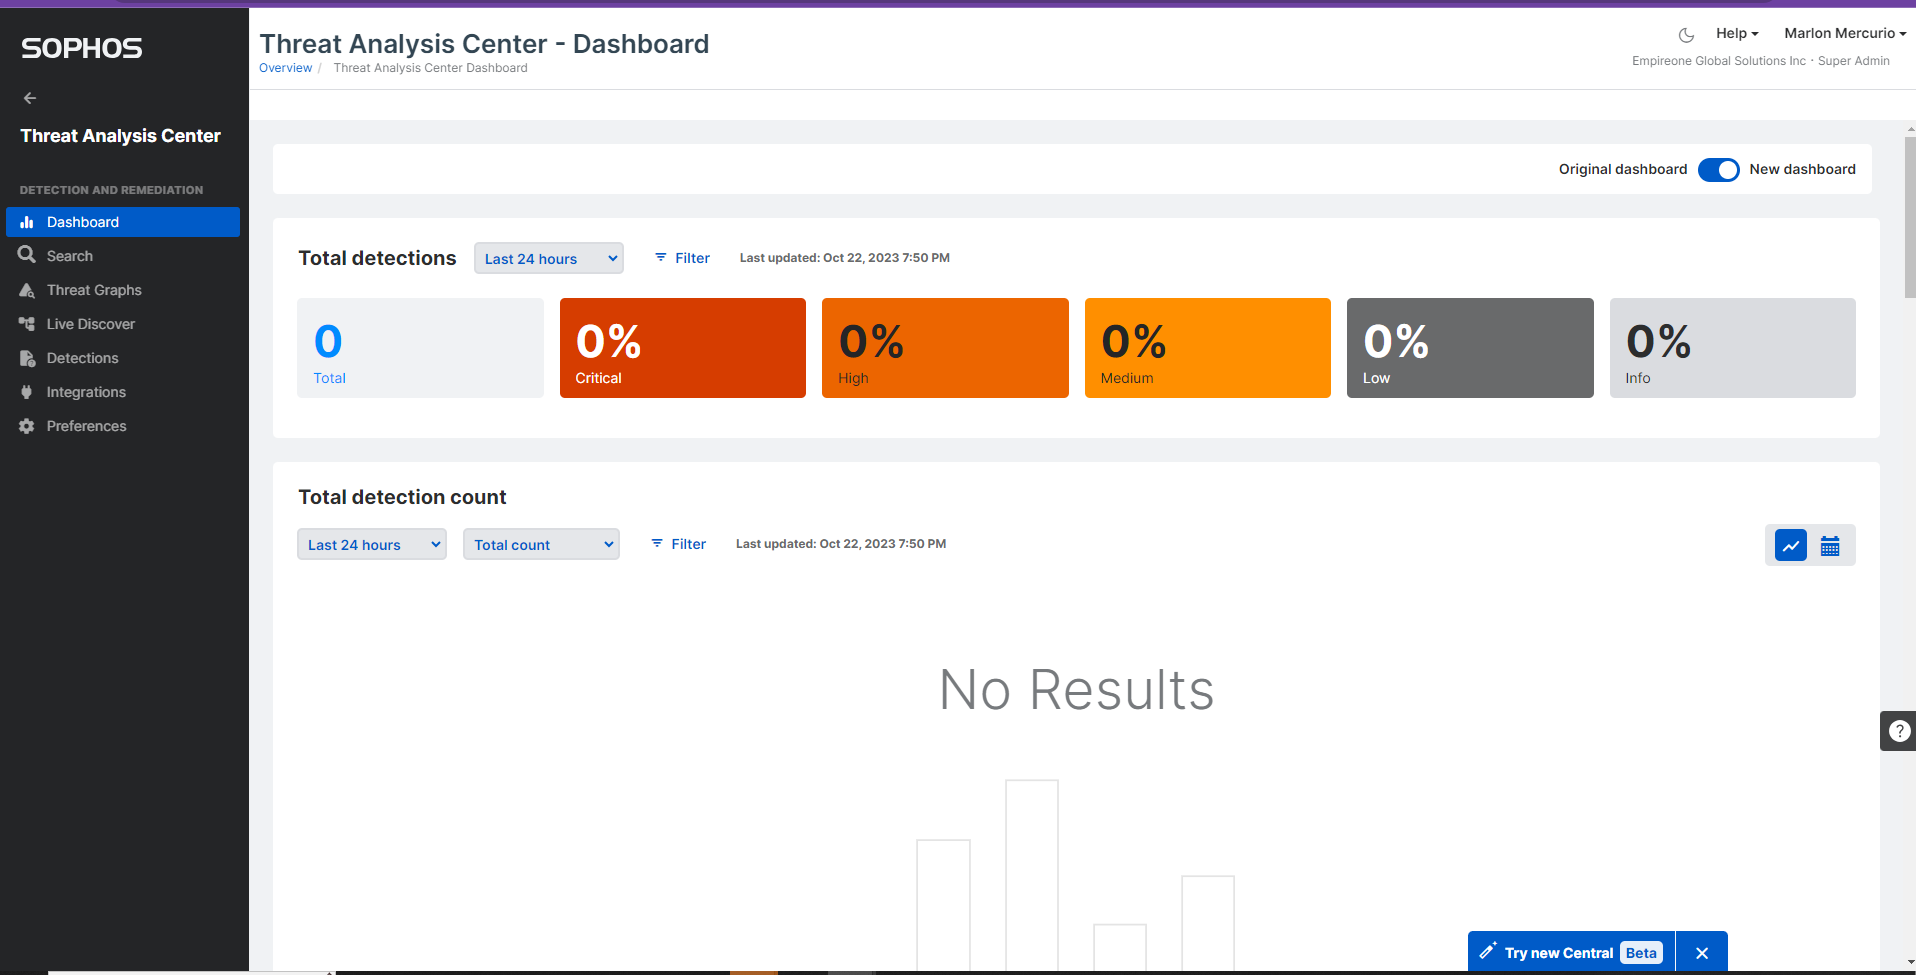 SOPHOS
Threat Analysis Center
DETECTION AND REMEDIATION
Dashboard
Search
Threat Graphs
Live Discover
Detections
Integrations
Preferences
Threat Analysis Center - Dashboard
Overview / Threat Analysis Center Dashboard
Help
Marlon Mercurio
Empireone Global Solutions Inc · Super Admin
Original dashboard
New dashboard
Total detections
Last 24 hours
Filter
Last updated: Oct 22, 2023 7:50 PM
0
Total
0%
Critical
0%
High
0%
Medium
0%
Low
0%
Info
Total detection count
Last 24 hours
Total count
Filter
Last updated: Oct 22, 2023 7:50 PM
No Results
?
Try new Central Beta